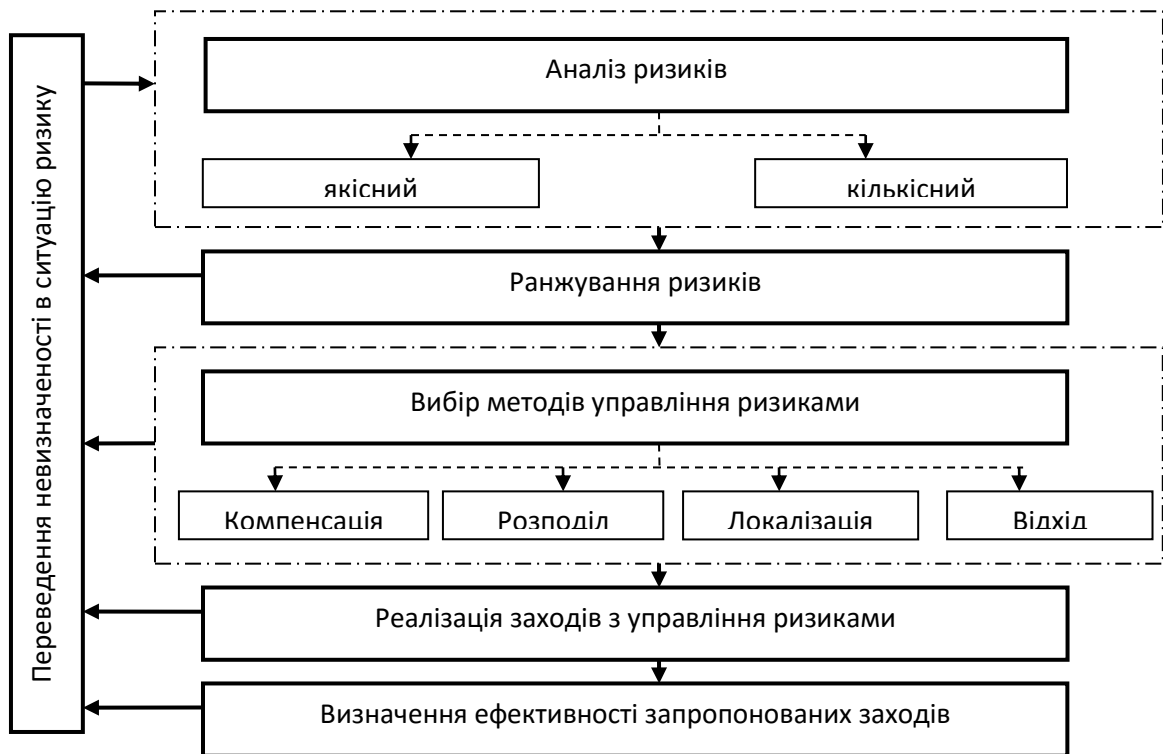 Переведення невизначеності в ситуацію ризику
Аналіз ризиків
якісний
кількісний
Ранжування ризиків
Вибір методів управління ризиками
Компенсація
Розподіл
Локалізація
Відхід
Реалізація заходів з управління ризиками
Визначення ефективності запропонованих заходів